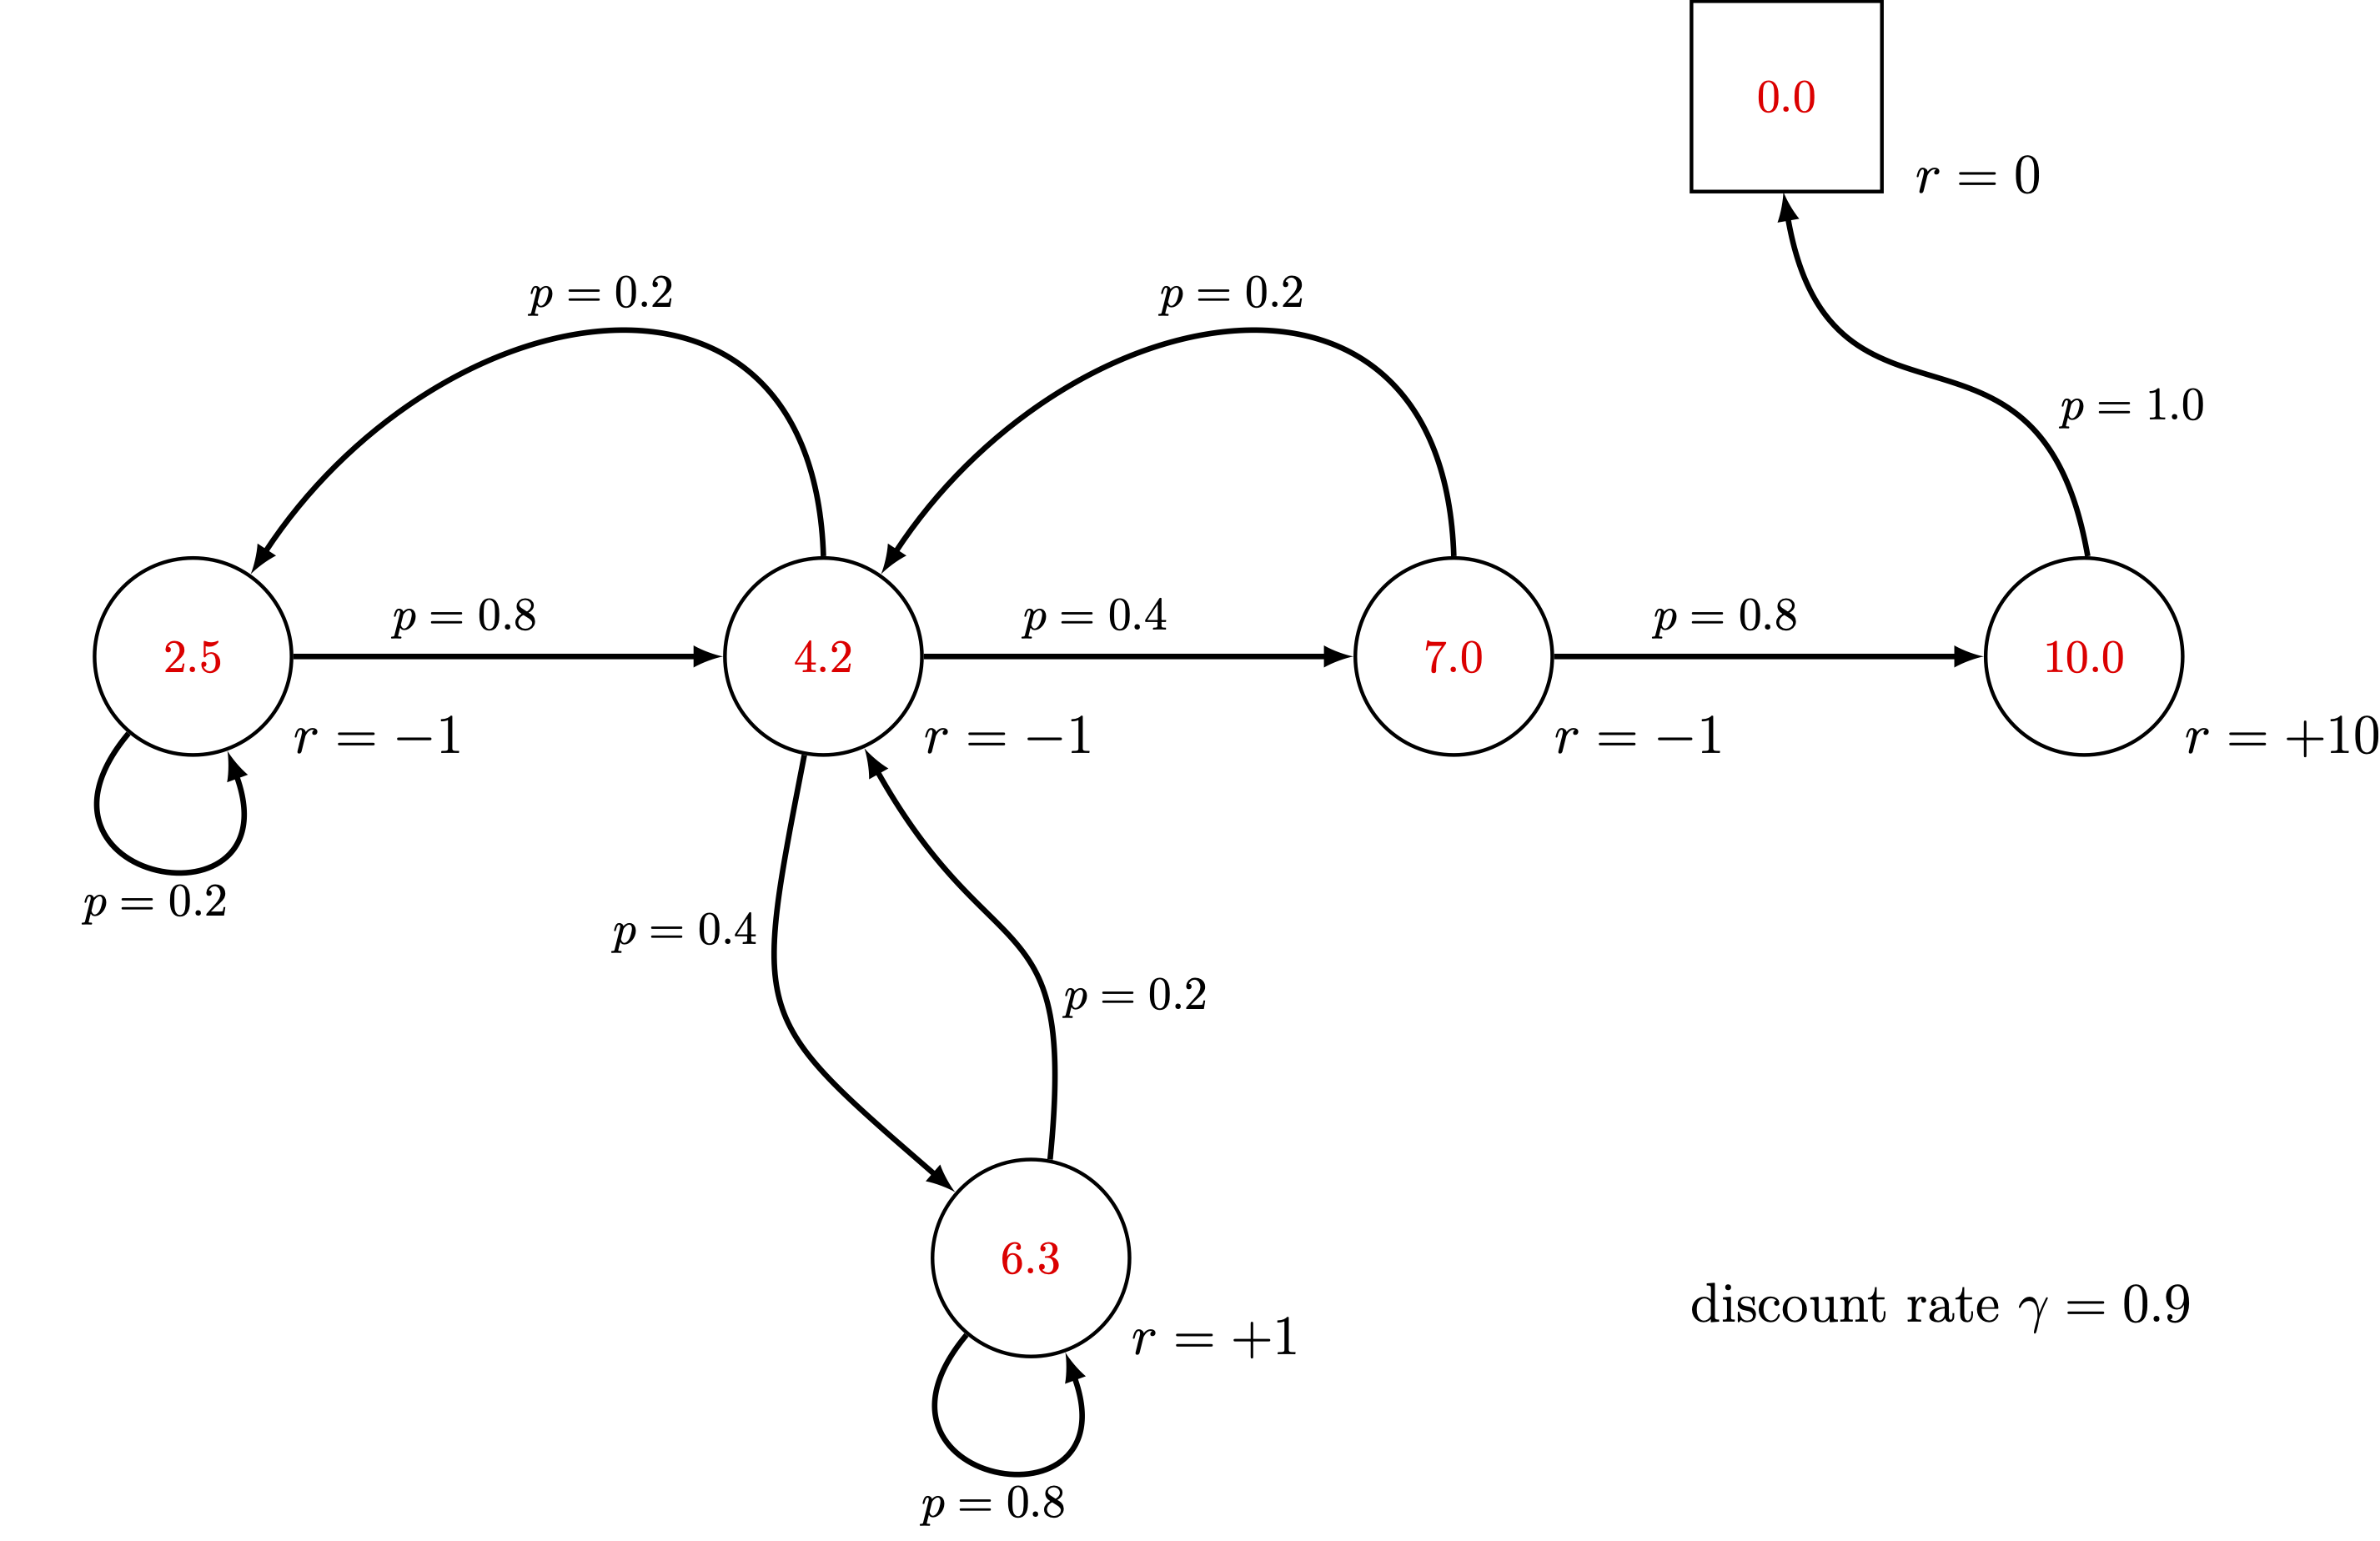 0.0
r = 0
p = 0.2
p = 0.2
p = 1.0
p = 0.8
p = 0.4
p = 0.8
2.5
4.2
7.0
10.0
r = −1
r = −1
r = −1
r = +10
p = 0.2
p = 0.4
p = 0.2
6.3
r = +1
discount rate γ = 0.9
p = 0.8